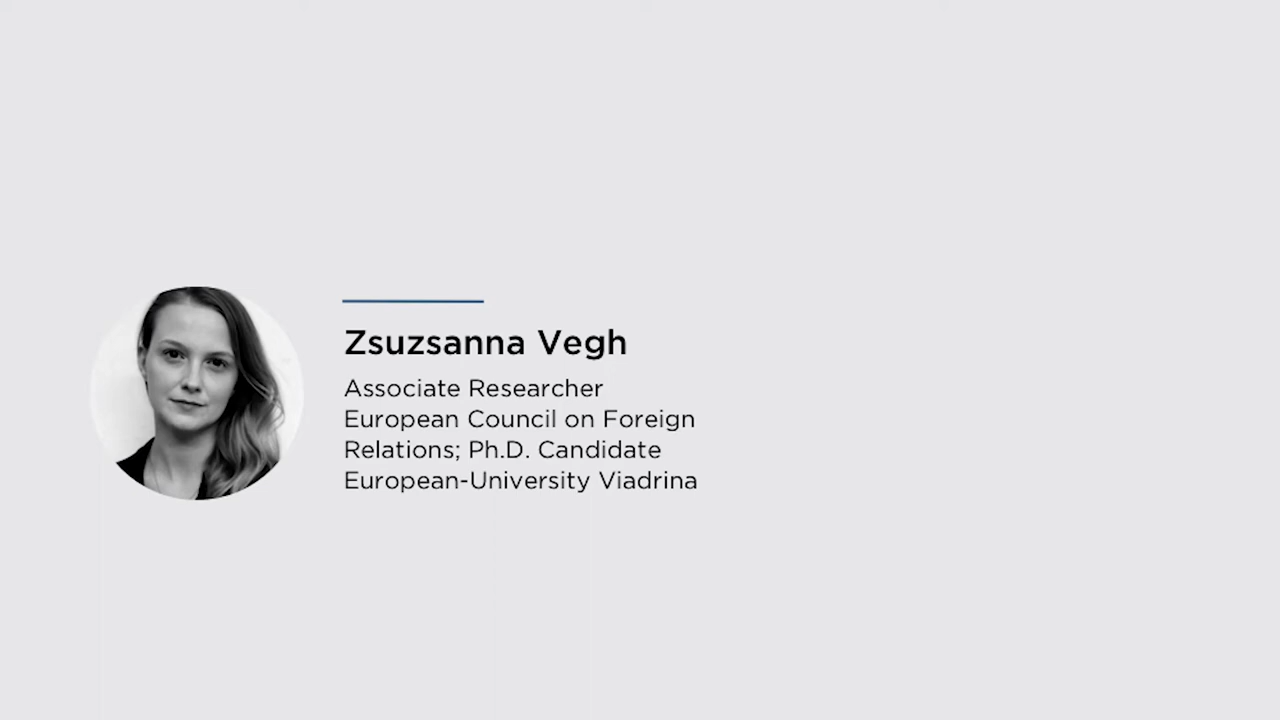 Zsuzsanna Vegh
Associate Researcher
European Council on Foreign
Relations; Ph.D. Candidate
European-University Viadrina